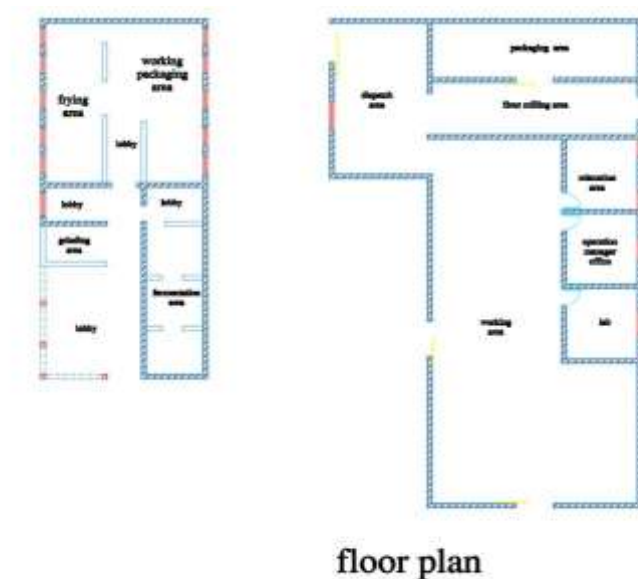 working
packaging
area
frying
area
lobby
lobby
lobby
grinding
area
fermentation
area
lobby
packaging area
dispatch
area
flour milling area
area
operation
manager
office
working
area
lab
floor plan